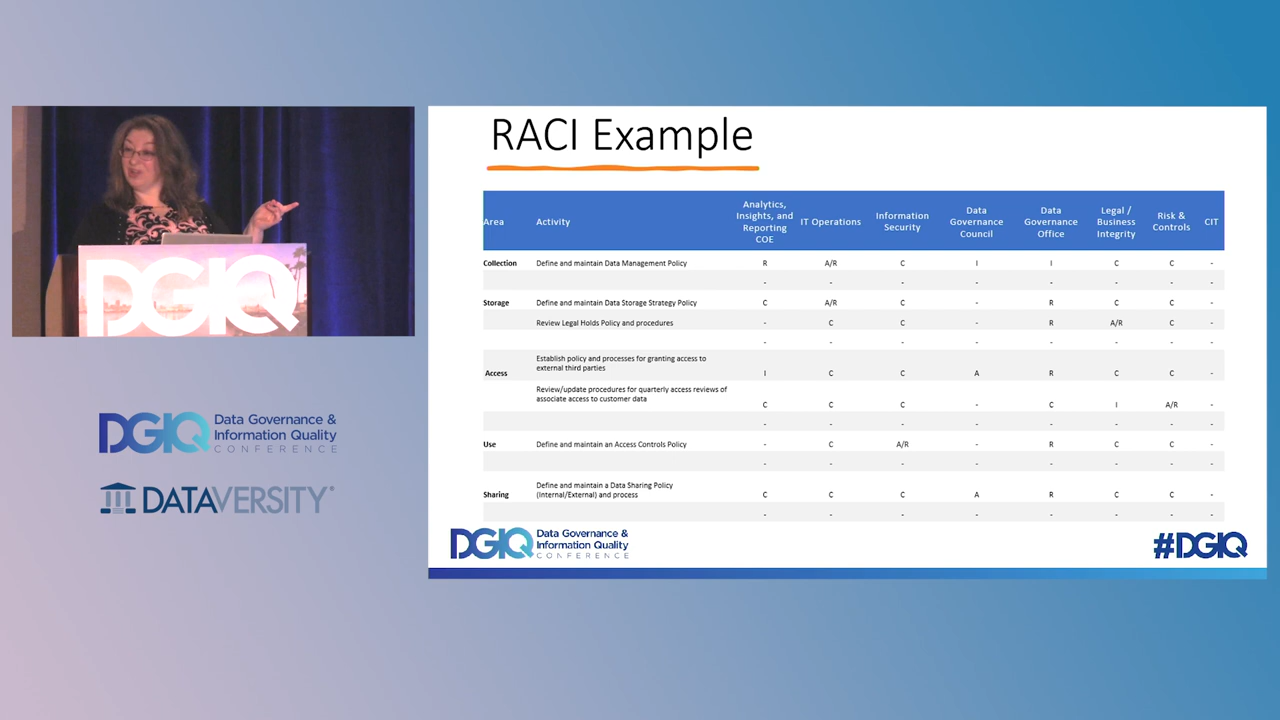 RACI Example
Area Activity Analytics, Insights, and Reporting COE IT Operations Information Security Data Governance Council Data Governance Office Legal / Business Integrity Risk & Controls CIT
Collection Define and maintain Data Management Policy R A/R C I I C C -
- - - - - - - -
Storage Define and maintain Data Storage Strategy Policy C A/R C - R C C -
Review Legal Holds Policy and procedures - C C - R A/R C -
- - - - - - - -
Access Establish policy and processes for granting access to external third parties I C C A R C C -
Review/update procedures for quarterly access reviews of associate access to customer data C C C - C I A/R -
- - - - - - - -
Use Define and maintain an Access Controls Policy - C A/R - R C C -
- - - - - - - -
Sharing Define and maintain a Data Sharing Policy (Internal/External) and process C C C A R C C -
- - - - - - - -
DGIQ Data Governance &
Information Quality
CONFERENCE
#DGIQ
DGIQ
DGIQ Data Governance &
Information Quality
CONFERENCE
DATAVERSITY